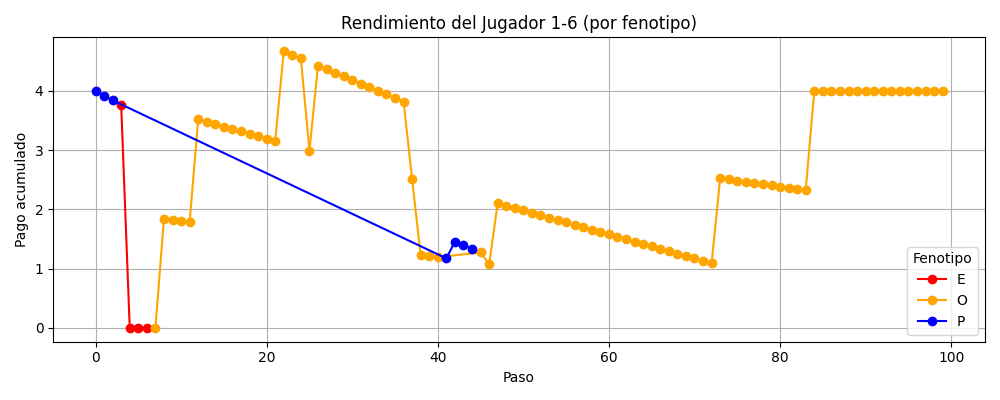 Rendimiento del Jugador 1-6 (por fenotipo)
Pago acumulado
4
3
2
1
0
0
20
40
60
80
100
Paso
Fenotipo
E
O
P